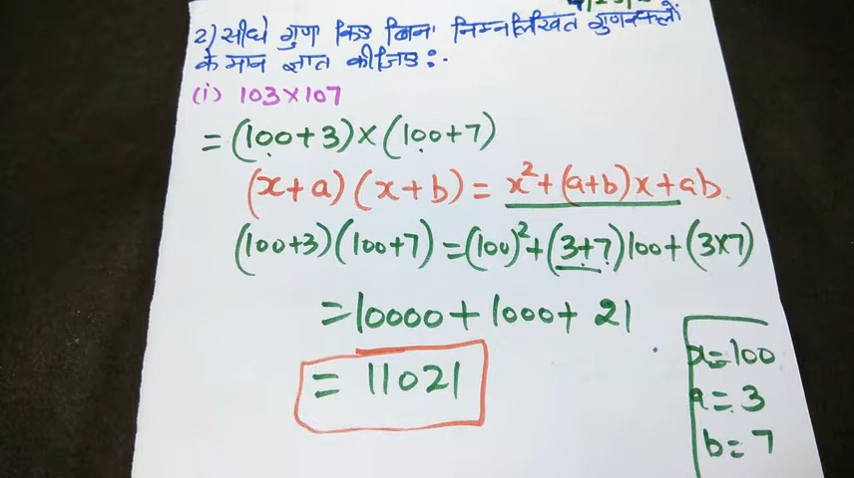 2) सीधे गुणा किए बिना निम्नलिखित गुणनफलों
के मान ज्ञात कीजिए :-
(i) 103×107
= (100+3)×(100+7)
(x+a)(x+b) = x²+(a+b)x+ab.
(100+3)(100+7) = (100)²+(3+7)100+(3×7)
= 10000+1000+21
= 11021
x=100
a=3
b=7